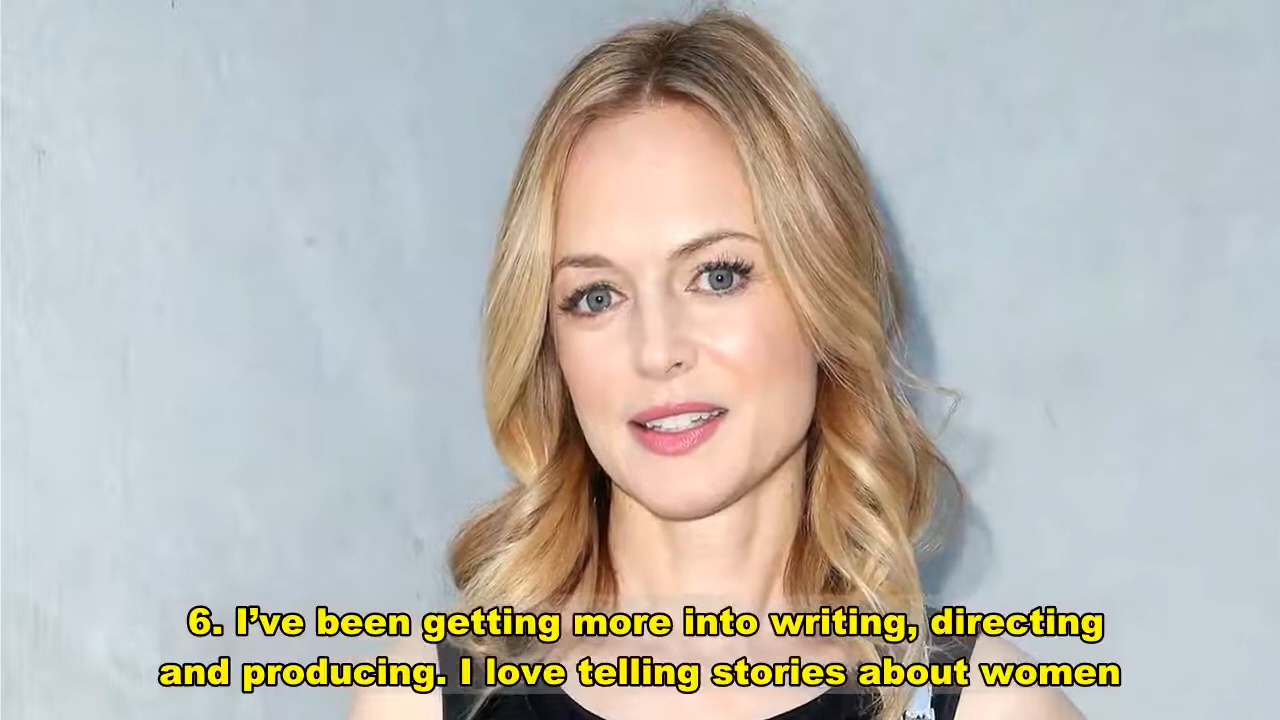 6. I’ve been getting more into writing, directing
and producing. I love telling stories about women